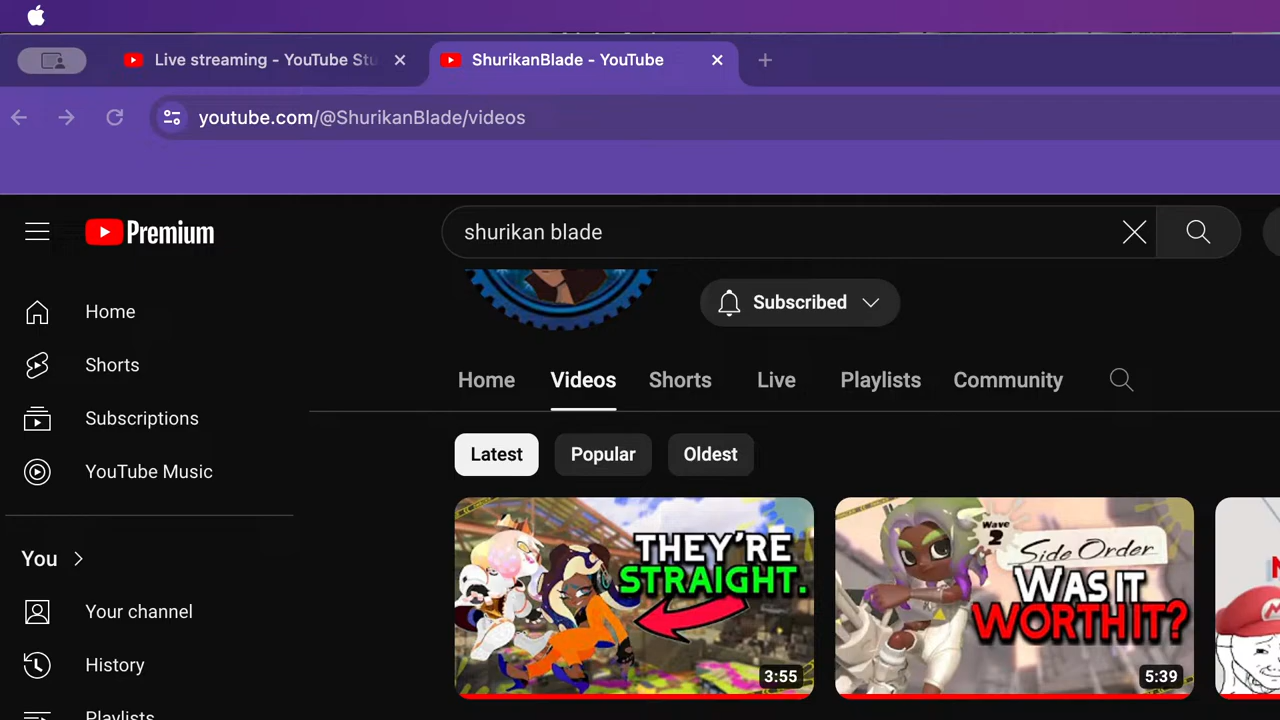 Live streaming - YouTube Stu
ShurikanBlade - YouTube
youtube.com/@ShurikanBlade/videos
Premium
shurikan blade
Subscribed
Home
Shorts
Subscriptions
YouTube Music
You
Your channel
History
Playlists
Home Videos Shorts Live Playlists Community
Latest Popular Oldest
THEY'RE
STRAIGHT.
3:55
Wave
2
Side Order
WAS IT
WORTH IT?
5:39